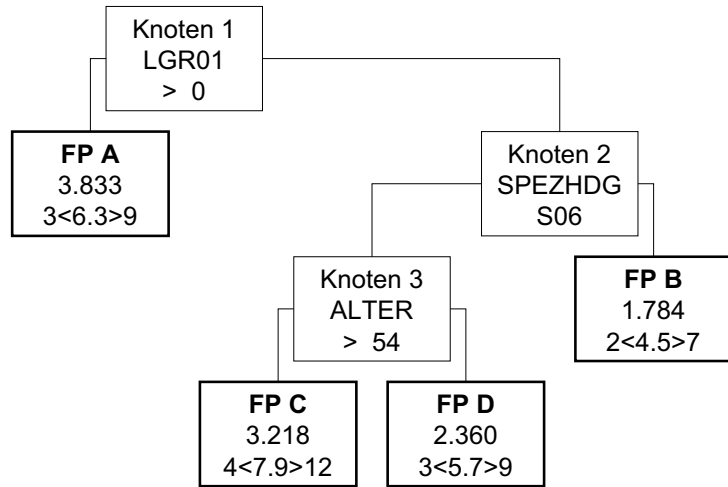 Knoten 1
LGR01
> 0
FP A
3.833
3<6.3>9
Knoten 2
SPEZHDG
S06
Knoten 3
ALTER
> 54
FP B
1.784
2<4.5>7
FP C
3.218
4<7.9>12
FP D
2.360
3<5.7>9